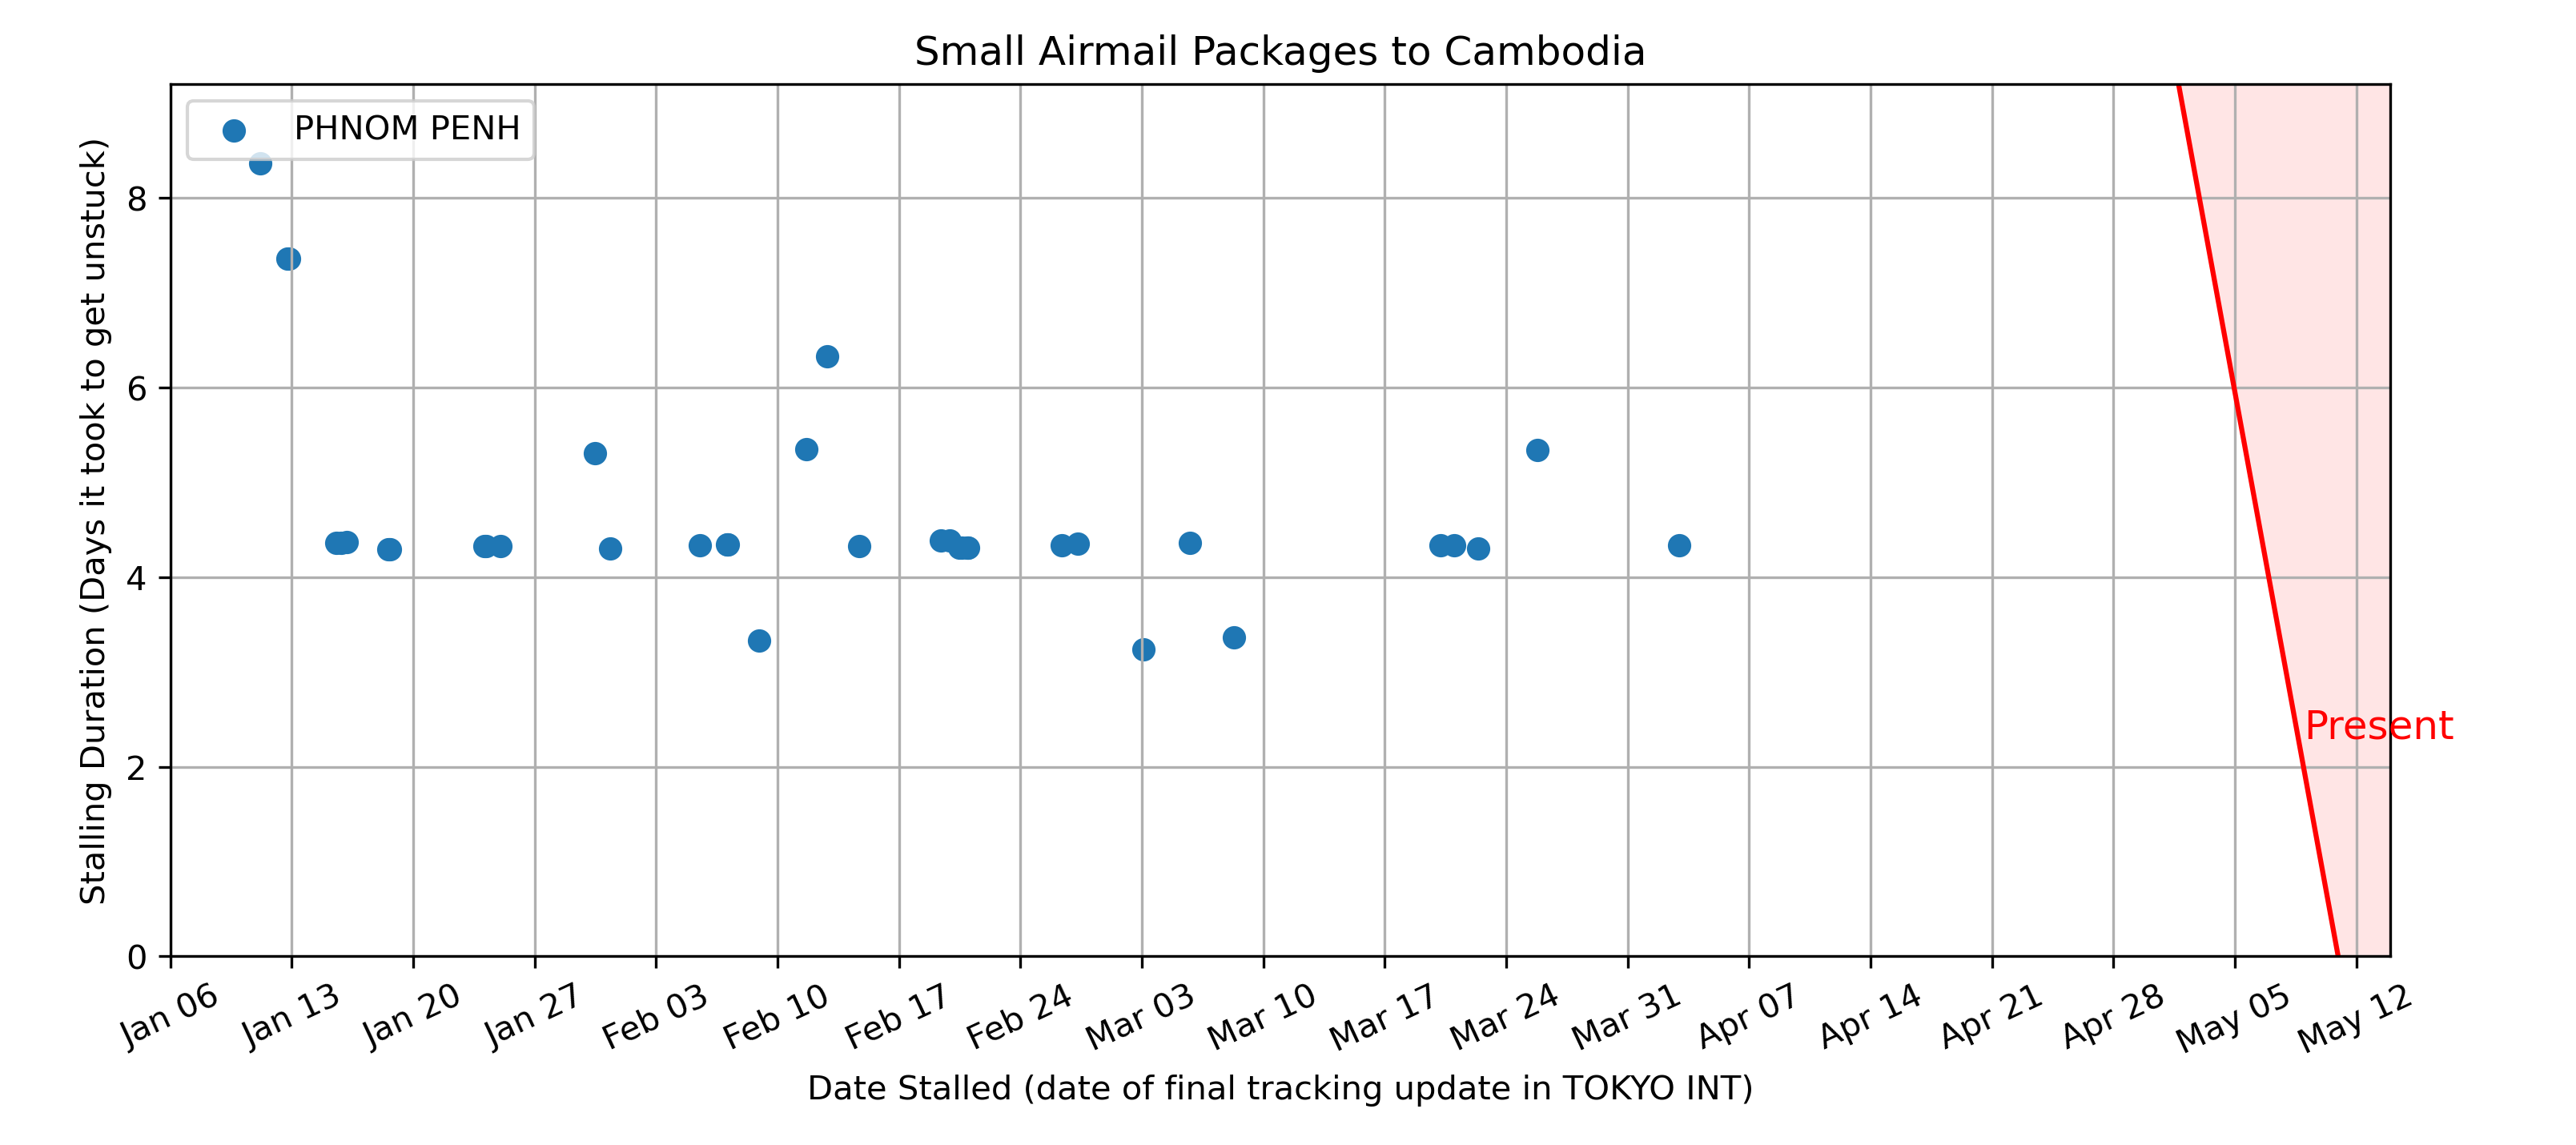 Small Airmail Packages to Cambodia
PHNOM PENH
Stalling Duration (Days it took to get unstuck)
8
6
4
2
0
Present
Jan 06
Jan 13
Jan 20
Jan 27
Feb 03
Feb 10
Feb 17
Feb 24
Mar 03
Mar 10
Mar 17
Mar 24
Mar 31
Apr 07
Apr 14
Apr 21
Apr 28
May 05
May 12
Date Stalled (date of final tracking update in TOKYO INT)